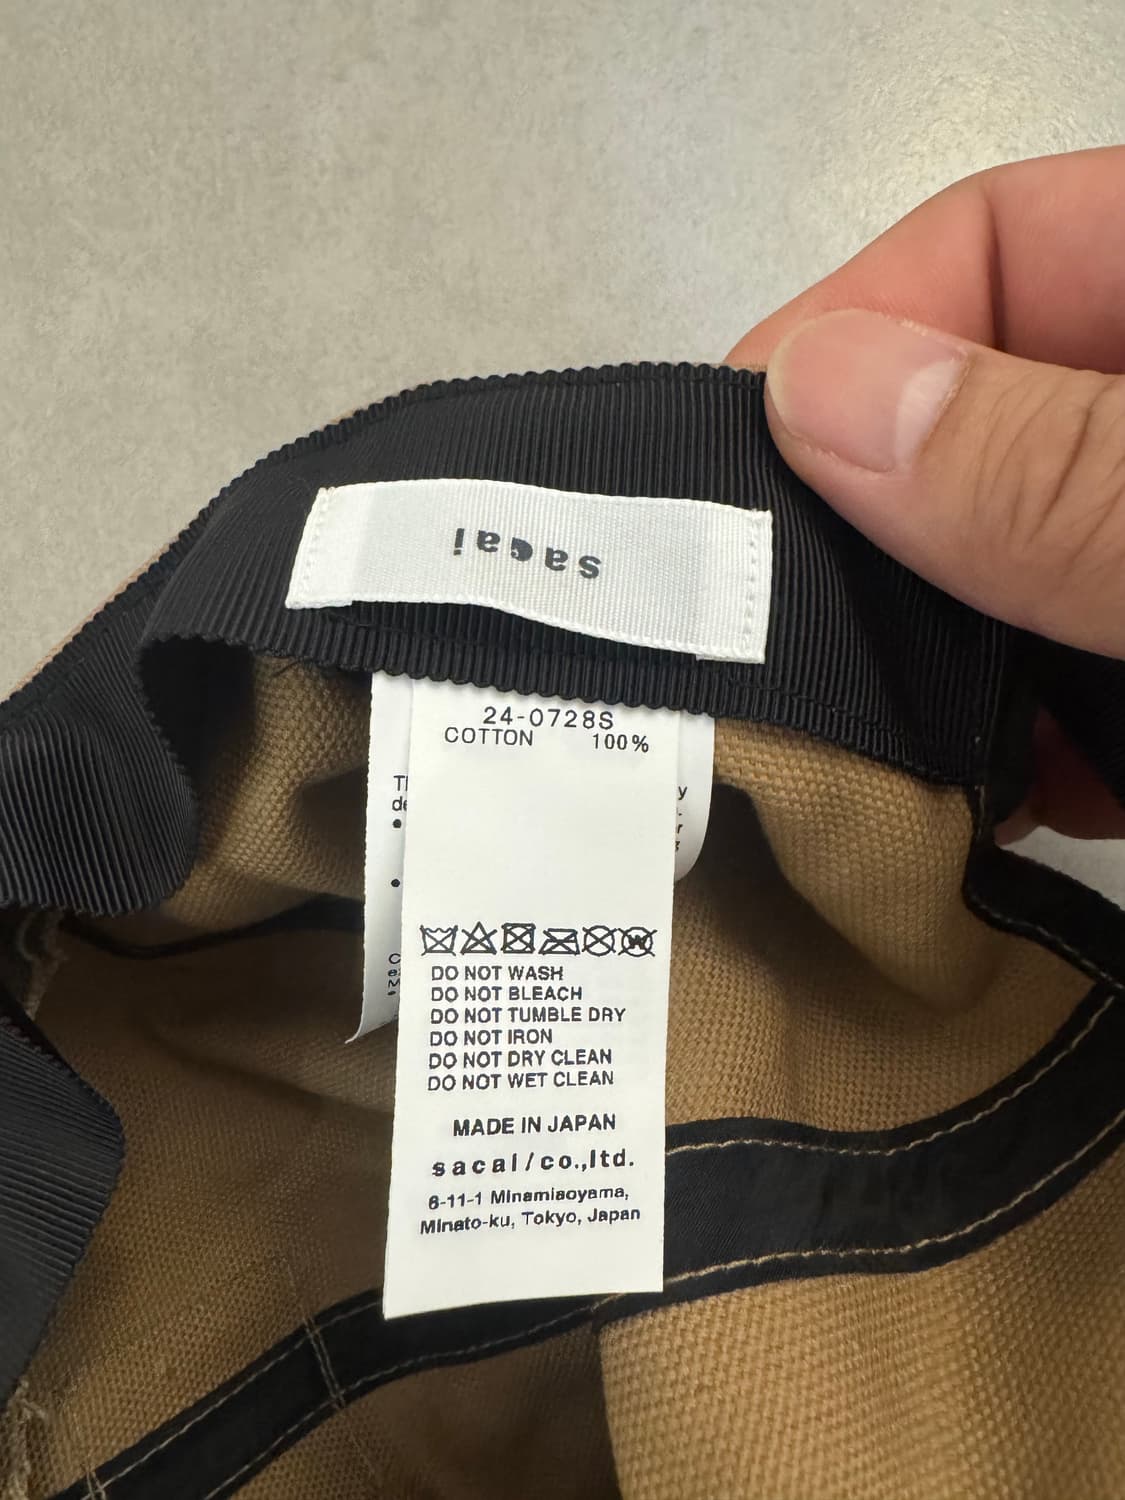 sacai
24-0728S
COTTON 100%
DO NOT WASH
DO NOT BLEACH
DO NOT TUMBLE DRY
DO NOT IRON
DO NOT DRY CLEAN
DO NOT WET CLEAN
MADE IN JAPAN
sacai/co.,ltd.
6-11-1 Minamiaoyama,
Minato-ku, Tokyo, Japan